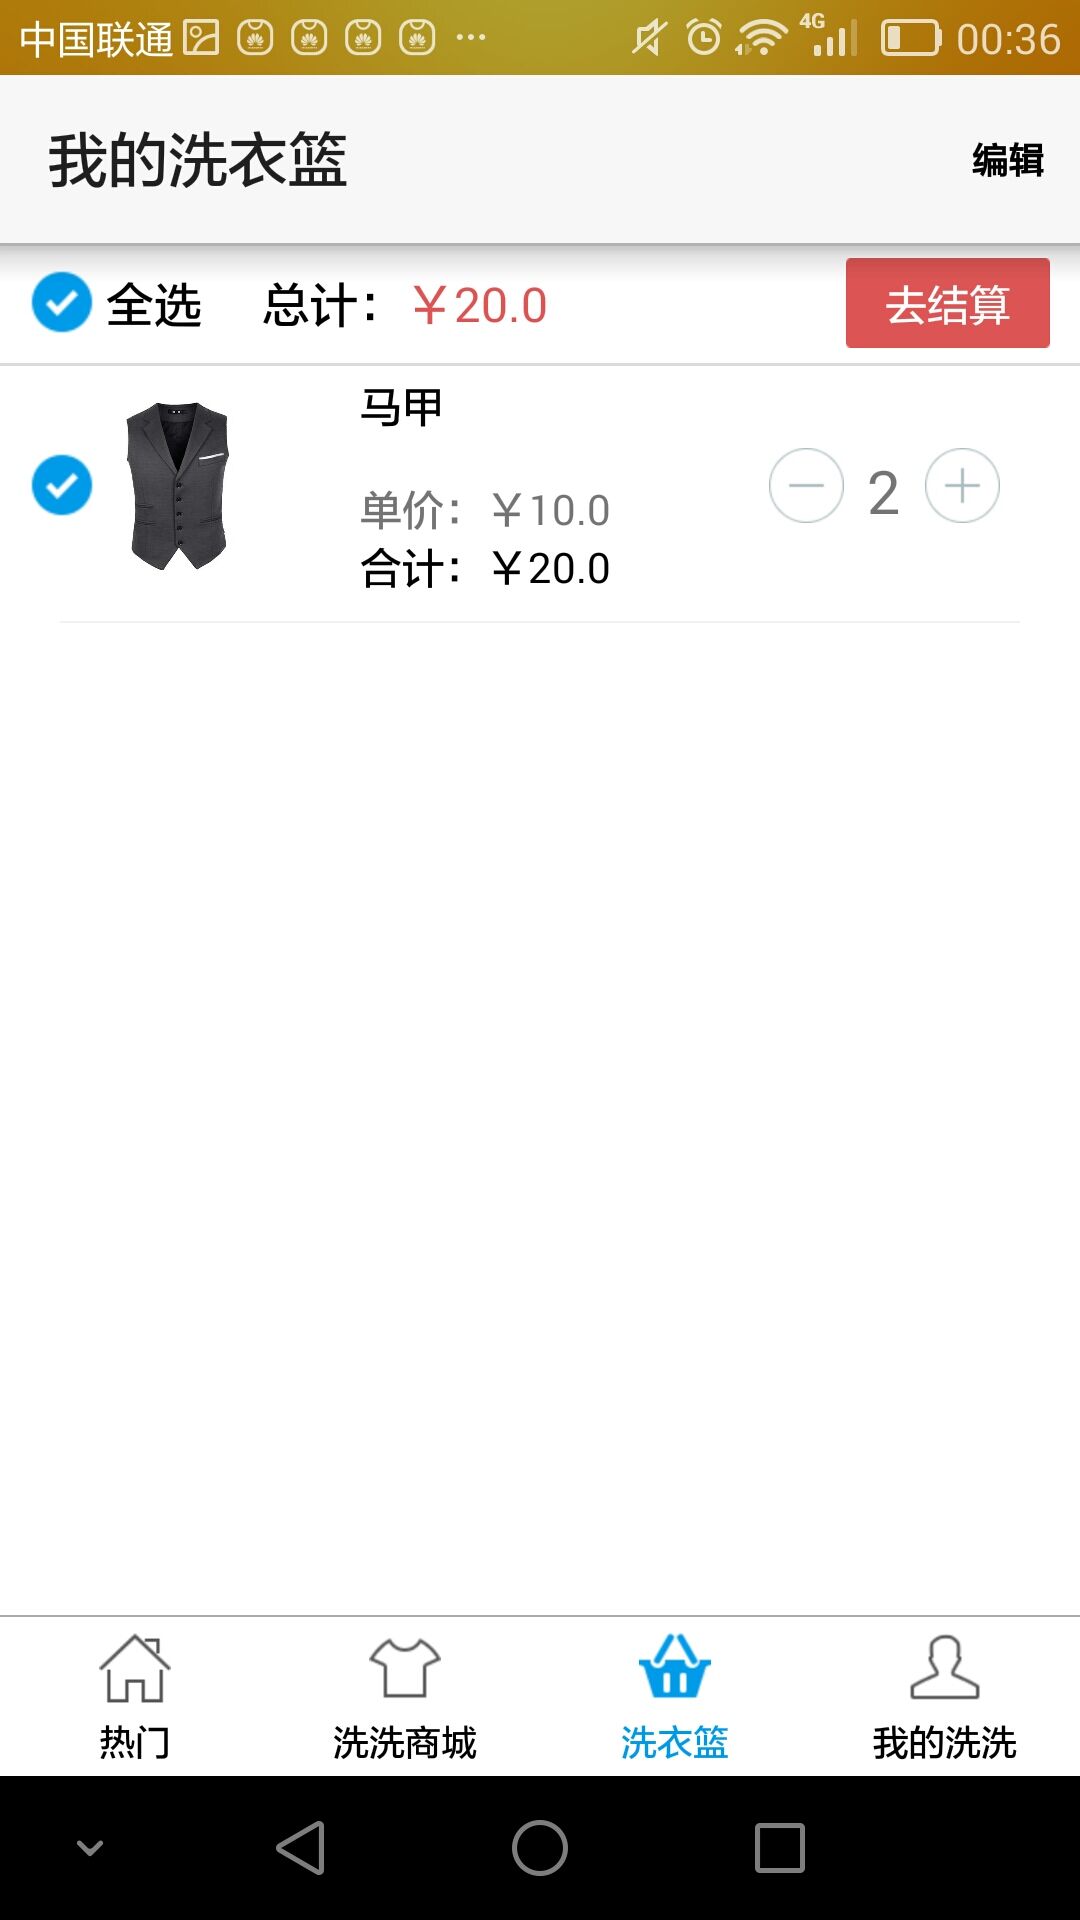 中国联通 4G 00:36
我的洗衣篮 编辑
全选 总计：￥20.0 去结算
马甲
单价：￥10.0 2
合计：￥20.0
热门 洗洗商城 洗衣篮 我的洗洗